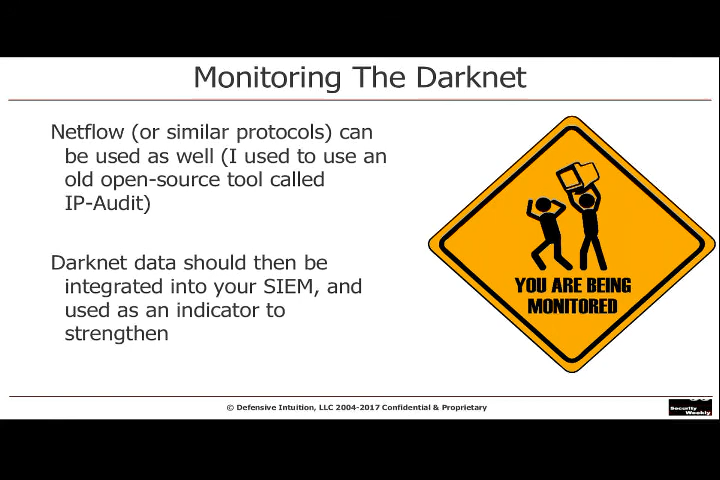 Monitoring The Darknet
Netflow (or similar protocols) can
be used as well (I used to use an
old open-source tool called
IP-Audit)
Darknet data should then be
integrated into your SIEM, and
used as an indicator to
strengthen
YOU ARE BEING
MONITORED
© Defensive Intuition, LLC 2004-2017 Confidential & Proprietary
Security
Weekly